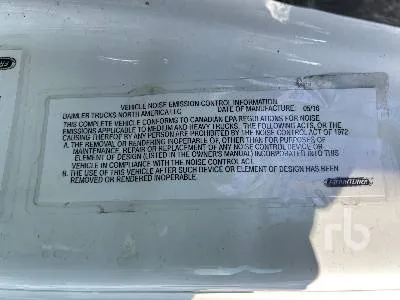 VEHICLE NOISE EMISSION CONTROL INFORMATION
DAIMLER TRUCKS NORTH AMERICA LLC DATE OF MANUFACTURE: 05/16
THIS COMPLETE VEHICLE CONFORMS TO CANADIAN EPA REGULATIONS FOR NOISE
EMISSIONS APPLICABLE TO MEDIUM AND HEAVY TRUCKS. THE FOLLOWING ACTS, OR THE
CAUSING THEREOF BY ANY PERSON ARE PROHIBITED BY THE NOISE CONTROL ACT OF 1972
A. THE REMOVAL OR RENDERING INOPERABLE OF, OTHER THAN FOR PURPOSES OF
MAINTENANCE, REPAIR OR REPLACEMENT OF ANY NOISE CONTROL DEVICE OR
ELEMENT OF DESIGN (LISTED IN THE OWNER'S MANUAL) INCORPORATED INTO THIS
VEHICLE IN COMPLIANCE WITH THE NOISE CONTROL ACT.
B. THE USE OF THIS VEHICLE AFTER SUCH DEVICE OR ELEMENT OF DESIGN HAS BEEN
REMOVED OR RENDERED INOPERABLE.
FREIGHTLINER
rb